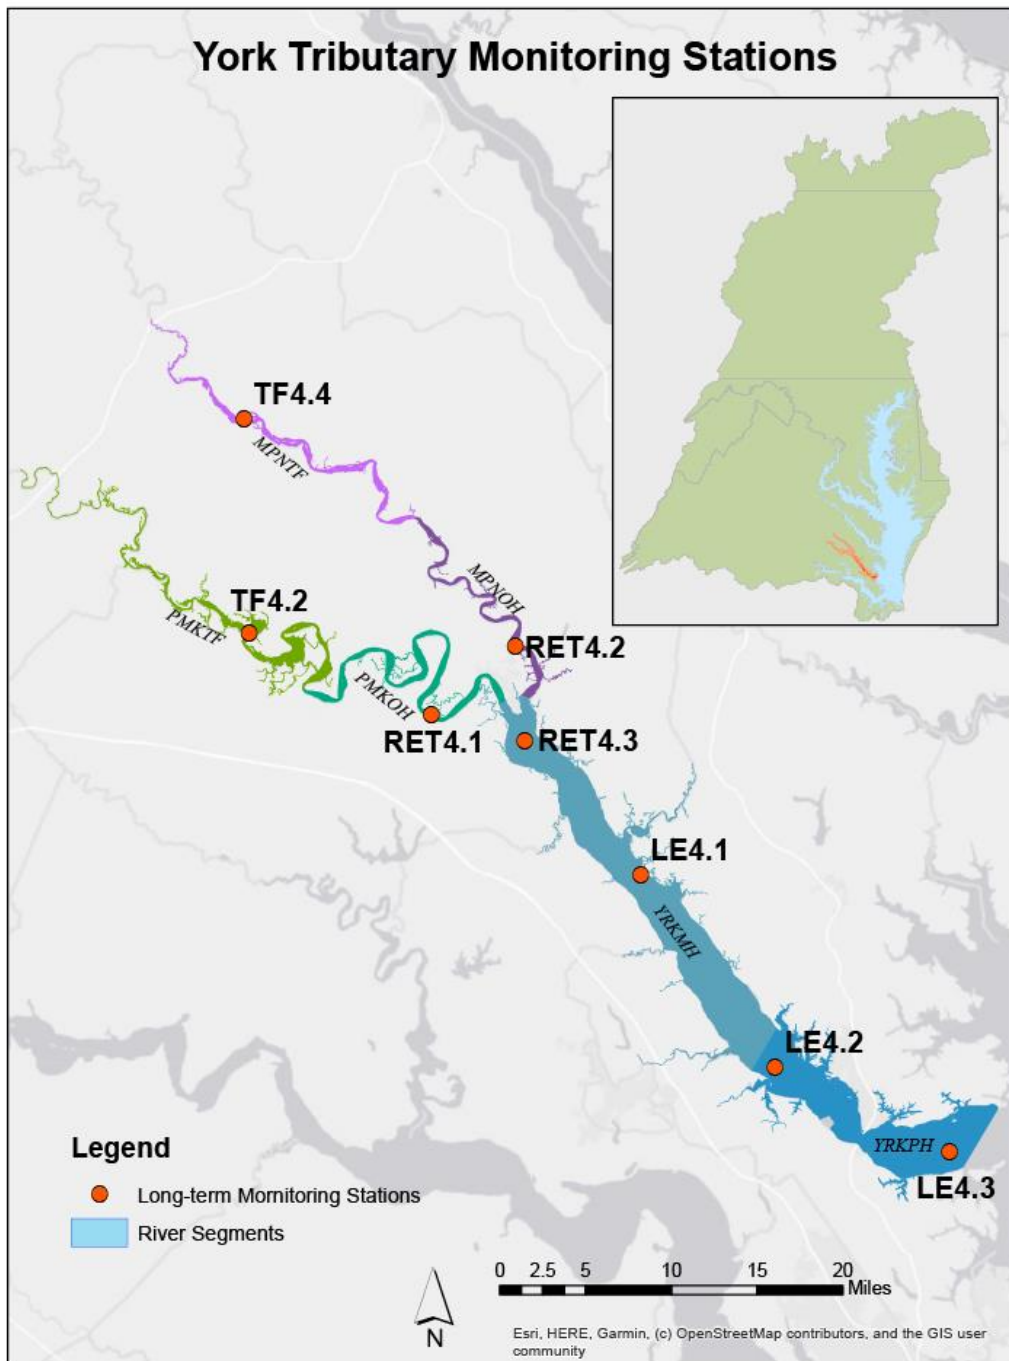 York Tributary Monitoring Stations
TF4.4
MPNTF
TF4.2
PMKTF
MPNOH
RET4.2
PMKOH
RET4.1
RET4.3
LE4.1
YRKMH
LE4.2
YRKPH
LE4.3
Legend
Long-term Mornitoring Stations
River Segments
0 2.5 5 10 15 20
Miles
N
Esri, HERE, Garmin, (c) OpenStreetMap contributors, and the GIS user
community